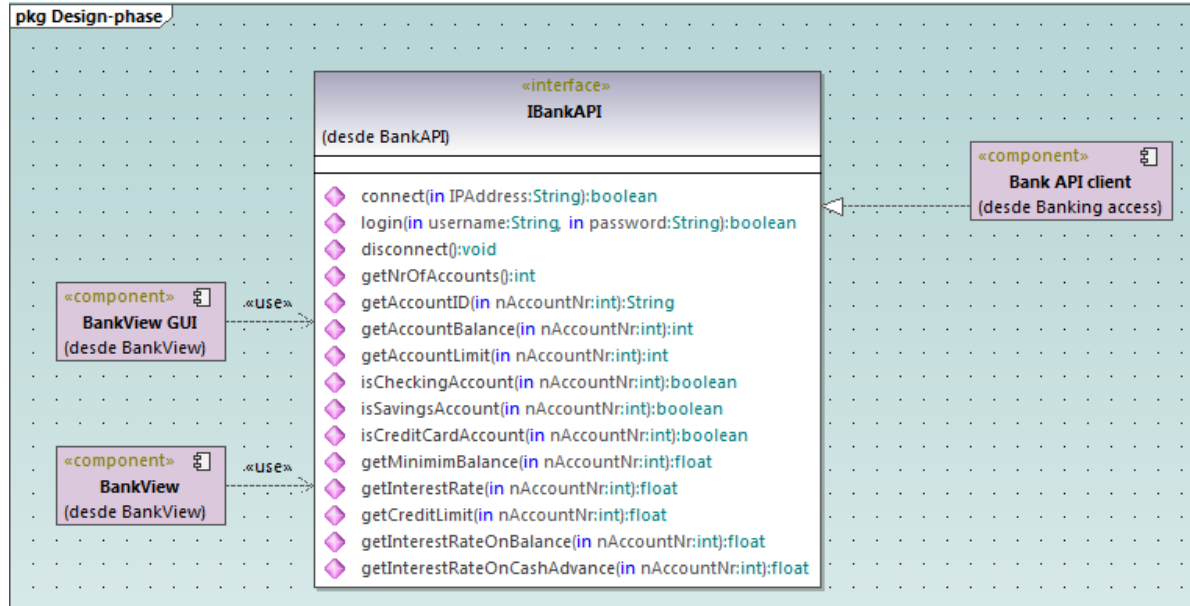 pkg Design-phase
«interface»
IBankAPI
(desde BankAPI)
connect(in IPAddress:String):boolean
login(in username:String, in password:String):boolean
disconnect():void
getNrOfAccounts():int
getAccountID(in nAccountNr:int):String
getAccountBalance(in nAccountNr:int):int
getAccountLimit(in nAccountNr:int):int
isCheckingAccount(in nAccountNr:int):boolean
isSavingsAccount(in nAccountNr:int):boolean
isCreditCardAccount(in nAccountNr:int):boolean
getMinimimBalance(in nAccountNr:int):float
getInterestRate(in nAccountNr:int):float
getCreditLimit(in nAccountNr:int):float
getInterestRateOnBalance(in nAccountNr:int):float
getInterestRateOnCashAdvance(in nAccountNr:int):float
«component»
Bank API client
(desde Banking access)
«component»
BankView GUI
(desde BankView)
«use»
«component»
BankView
(desde BankView)
«use»